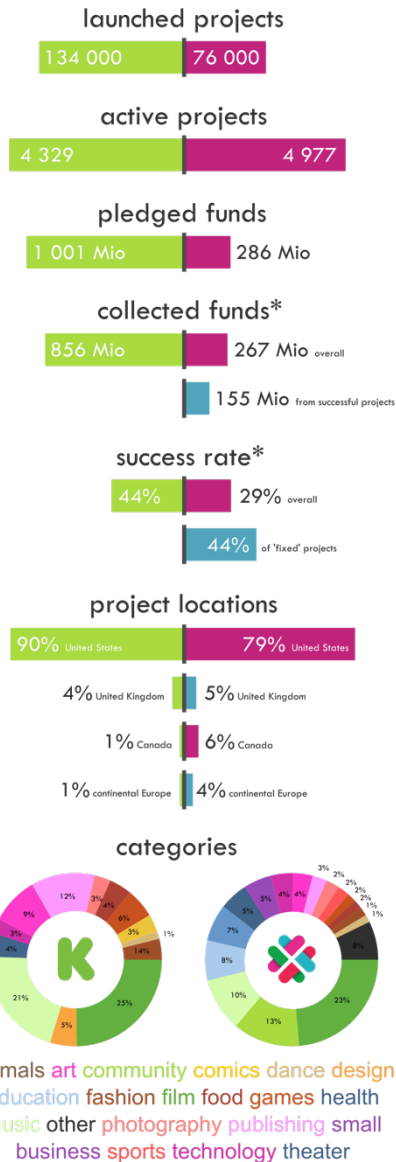 launched projects
134 000 76 000
active projects
4 329 4 977
pledged funds
1 001 Mio 286 Mio
collected funds*
856 Mio 267 Mio overall
155 Mio from successful projects
success rate*
44% 29% overall
44% of 'fixed' projects
project locations
90% United States 79% United States
4% United Kingdom 5% United Kingdom
1% Canada 6% Canada
1% continental Europe 4% continental Europe
categories
12% 3% 4% 6% 3% 1% 14% 25% 5% 21% 4% 3% 9%
K
3% 2% 2% 2% 2% 1% 1% 8% 23% 13% 10% 8% 7% 5% 5% 4% 4%
mals art community comics dance design
ducation fashion film food games health
usic other photography publishing small
business sports technology theater